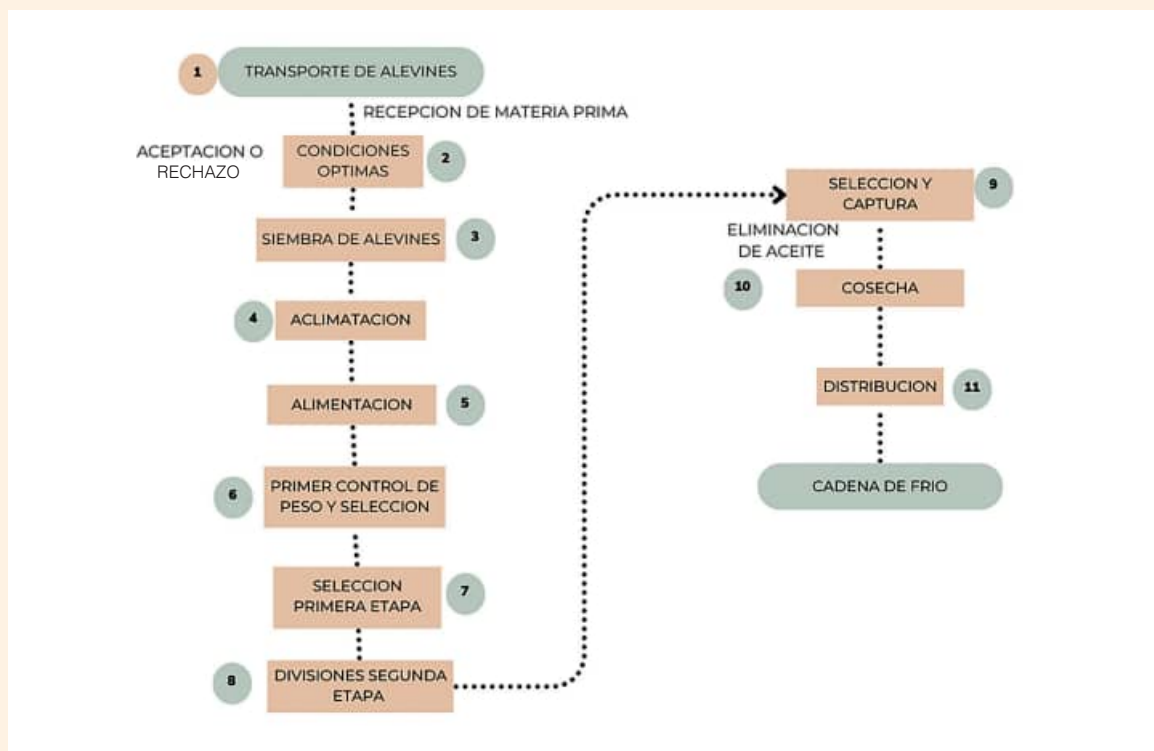 1
TRANSPORTE DE ALEVINES
RECEPCION DE MATERIA PRIMA
ACEPTACION O
RECHAZO
CONDICIONES
OPTIMAS
2
SIEMBRA DE ALEVINES
3
4
ACLIMATACION
ALIMENTACION
5
6
PRIMER CONTROL DE
PESO Y SELECCION
SELECCION
PRIMERA ETAPA
7
8
DIVISIONES SEGUNDA
ETAPA
SELECCION Y
CAPTURA
9
ELIMINACION
DE ACEITE
10
COSECHA
DISTRIBUCION
11
CADENA DE FRIO